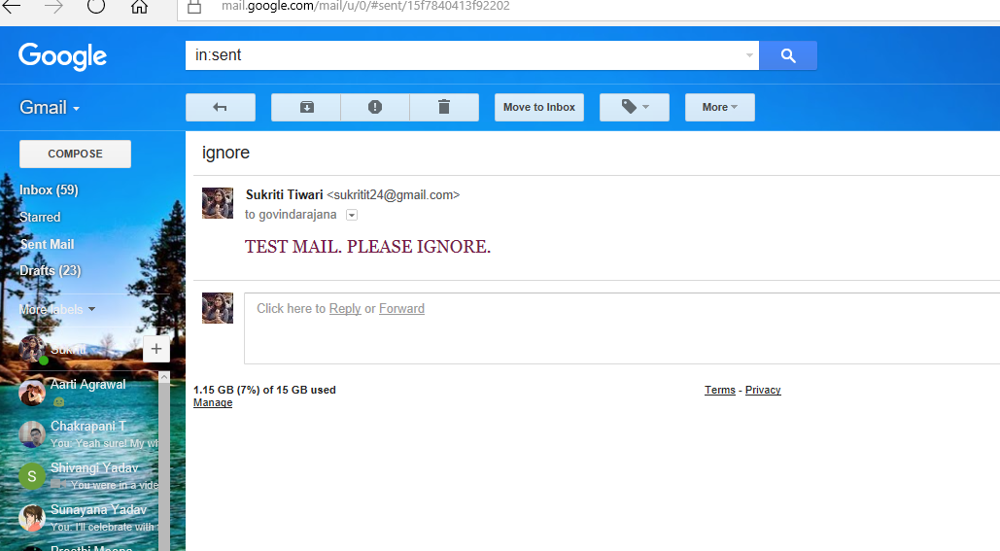 mail.google.com/mail/u/0/#sent/15f7840413f92202
Google
in:sent
Gmail
Move to Inbox
More
COMPOSE
ignore
Inbox (59)
Starred
Sent Mail
Drafts (23)
More labels
Sukriti Tiwari <sukritit24@gmail.com>
to govindarajana
TEST MAIL. PLEASE IGNORE.
Click here to Reply or Forward
Sukriti
+
Aarti Agrawal
Chakrapani T
You: Yeah sure! My wi
S
Shivangi Yadav
You were in a vide
Sunayana Yadav
You: I'll celebrate with
1.15 GB (7%) of 15 GB used
Manage
Terms - Privacy